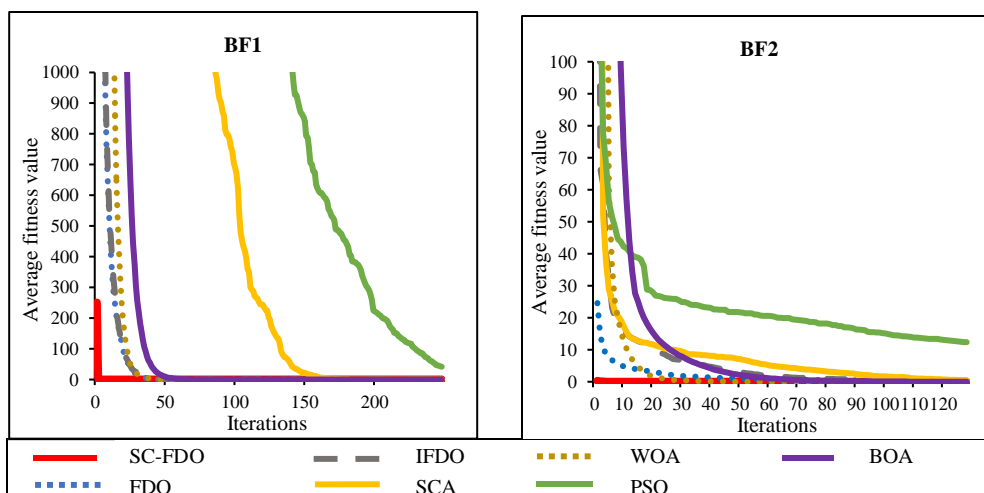 BF1
Average fitness value
1000
900
800
700
600
500
400
300
200
100
0
0 50 100 150 200
Iterations
BF2
Average fitness value
100
90
80
70
60
50
40
30
20
10
0
0 10 20 30 40 50 60 70 80 90 100 110 120
Iterations
SC-FDO IFDO WOA BOA
FDO SCA PSO